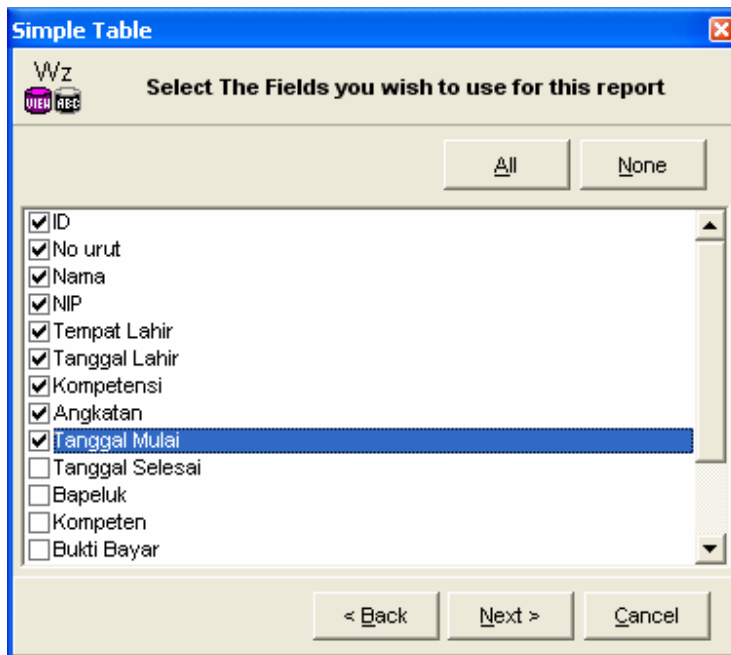 Simple Table
Wz
VIEW ABC
Select The Fields you wish to use for this report
All None
ID
No urut
Nama
NIP
Tempat Lahir
Tanggal Lahir
Kompetensi
Angkatan
Tanggal Mulai
Tanggal Selesai
Bapeluk
Kompeten
Bukti Bayar
< Back Next > Cancel